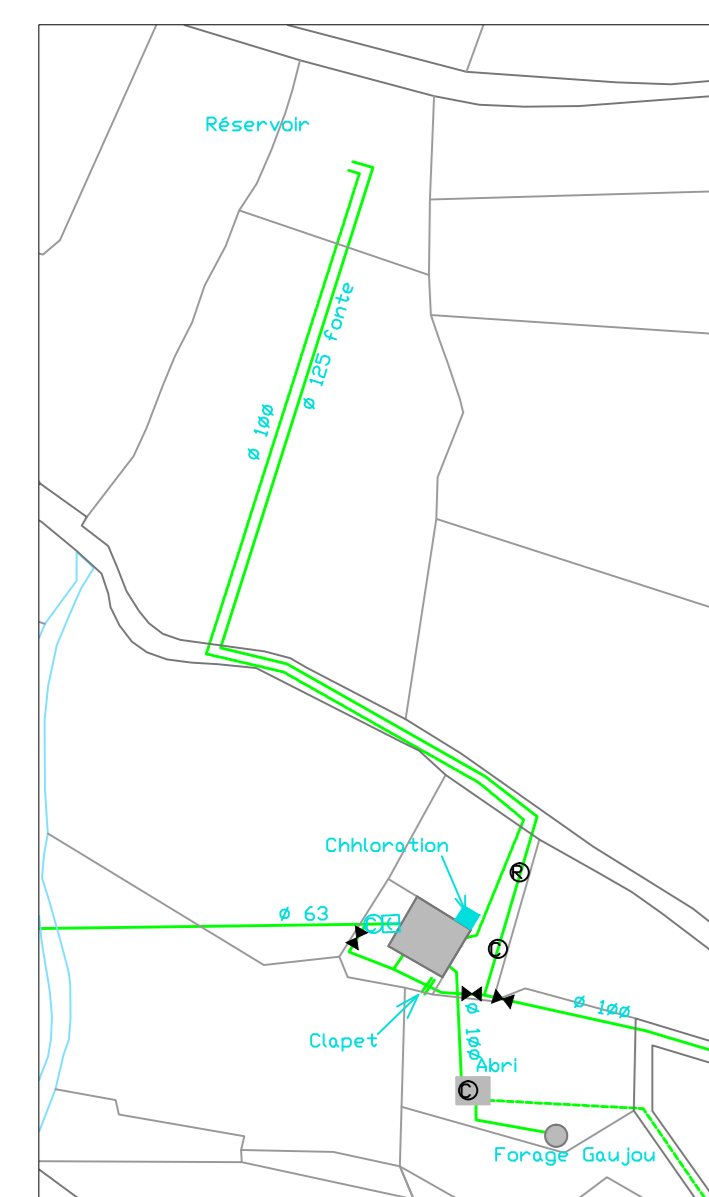 Réservoir
ø 125 fonte
ø 100
Chhloration
R
ø 63
C C
C
ø 100
Clapet
ø 100
Abri
C
Forage Gaujou